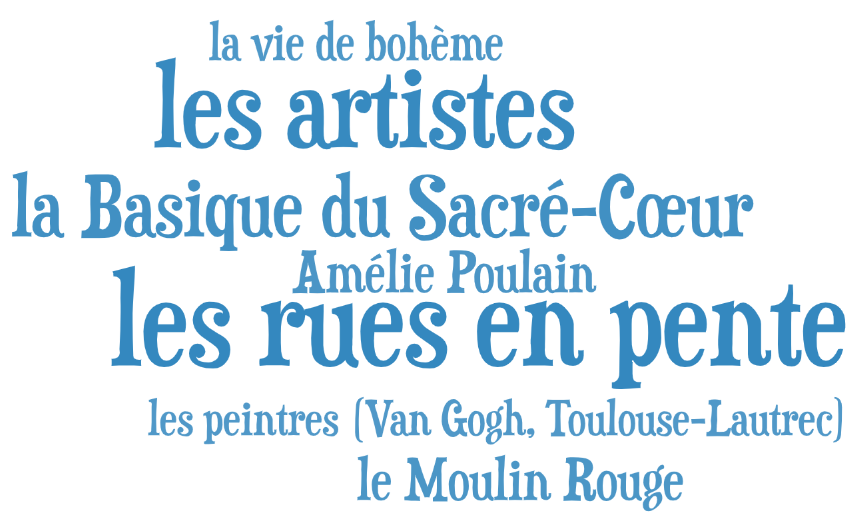 la vie de bohème
les artistes
la Basique du Sacré-Cœur
Amélie Poulain
les rues en pente
les peintres (Van Gogh, Toulouse-Lautrec)
le Moulin Rouge